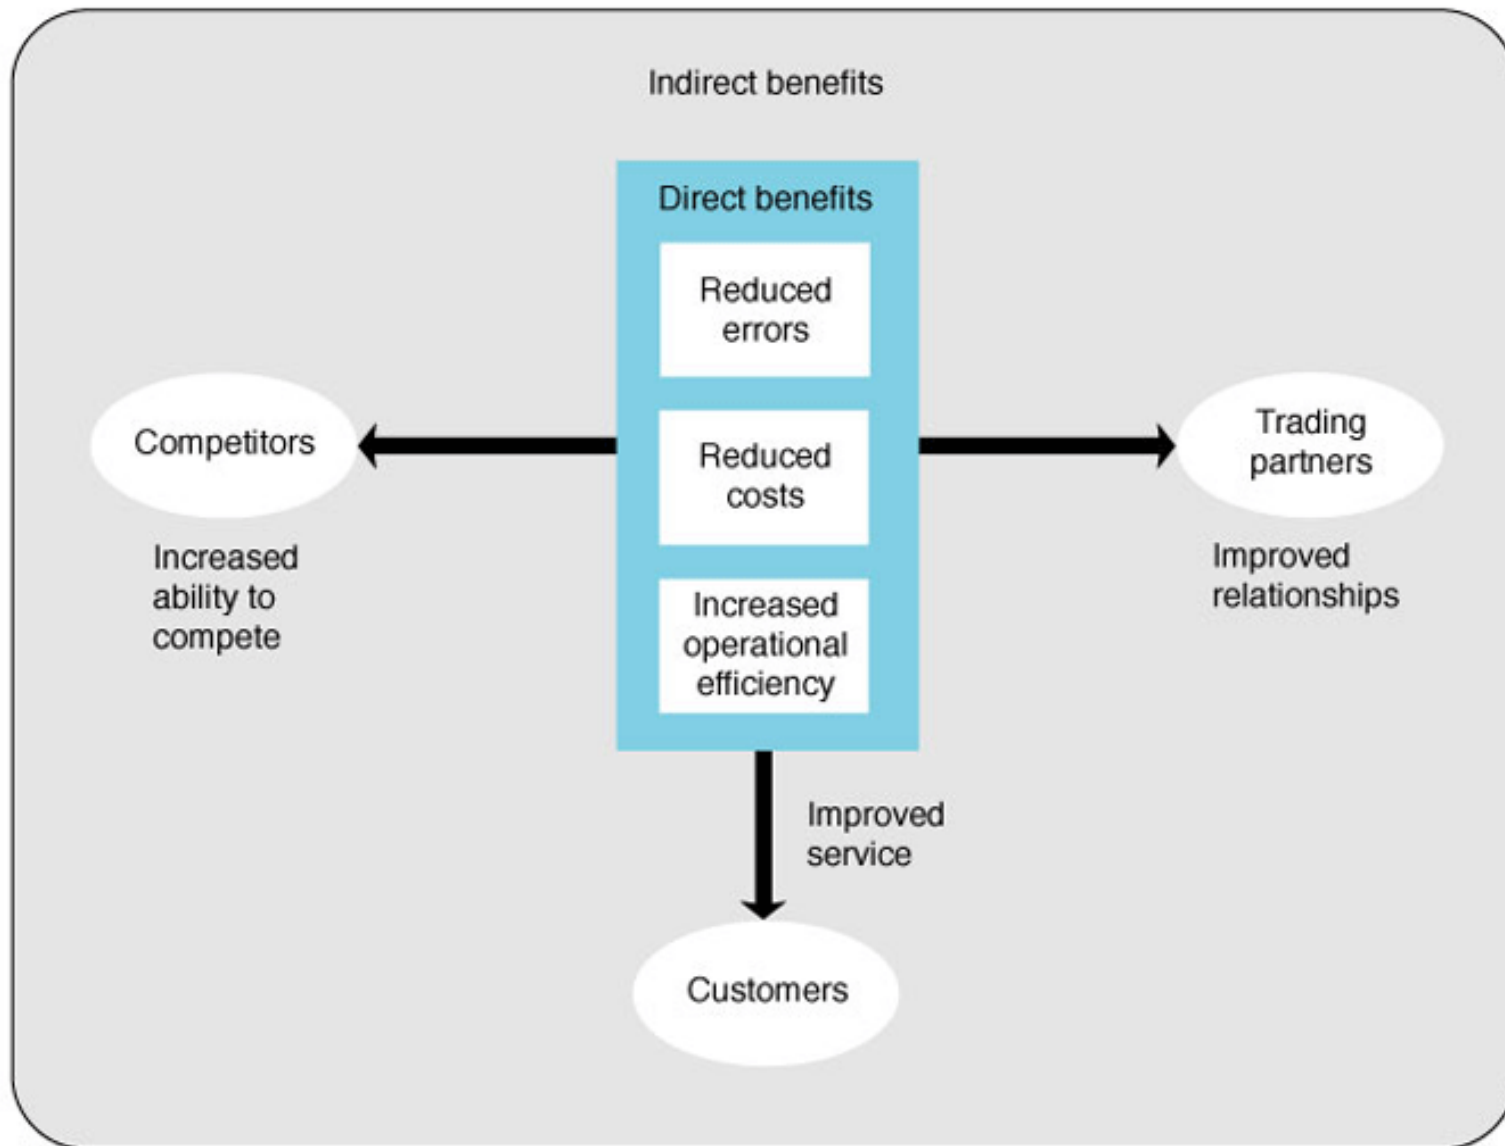 Indirect benefits
Direct benefits
Reduced
errors
Reduced
costs
Increased
operational
efficiency
Competitors
Increased
ability to
compete
Trading
partners
Improved
relationships
Improved
service
Customers